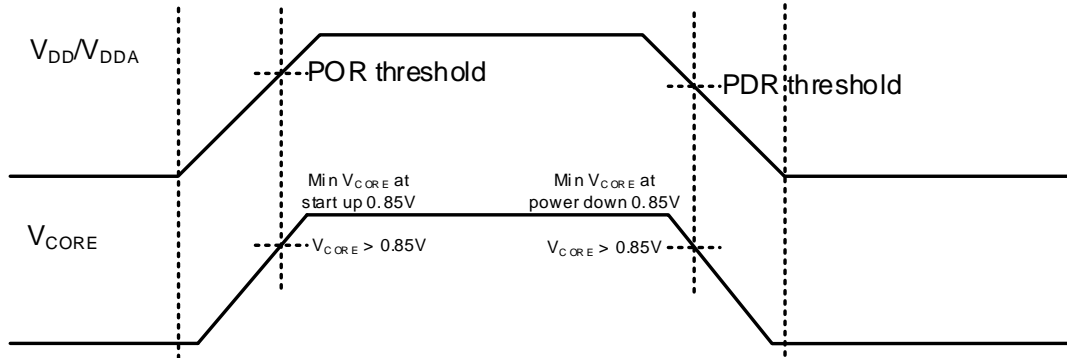 VDD/VDDA
POR threshold
PDR threshold
Min VCORE at
start up 0.85V
Min VCORE at
power down 0.85V
VCORE
VCORE > 0.85V
VCORE > 0.85V